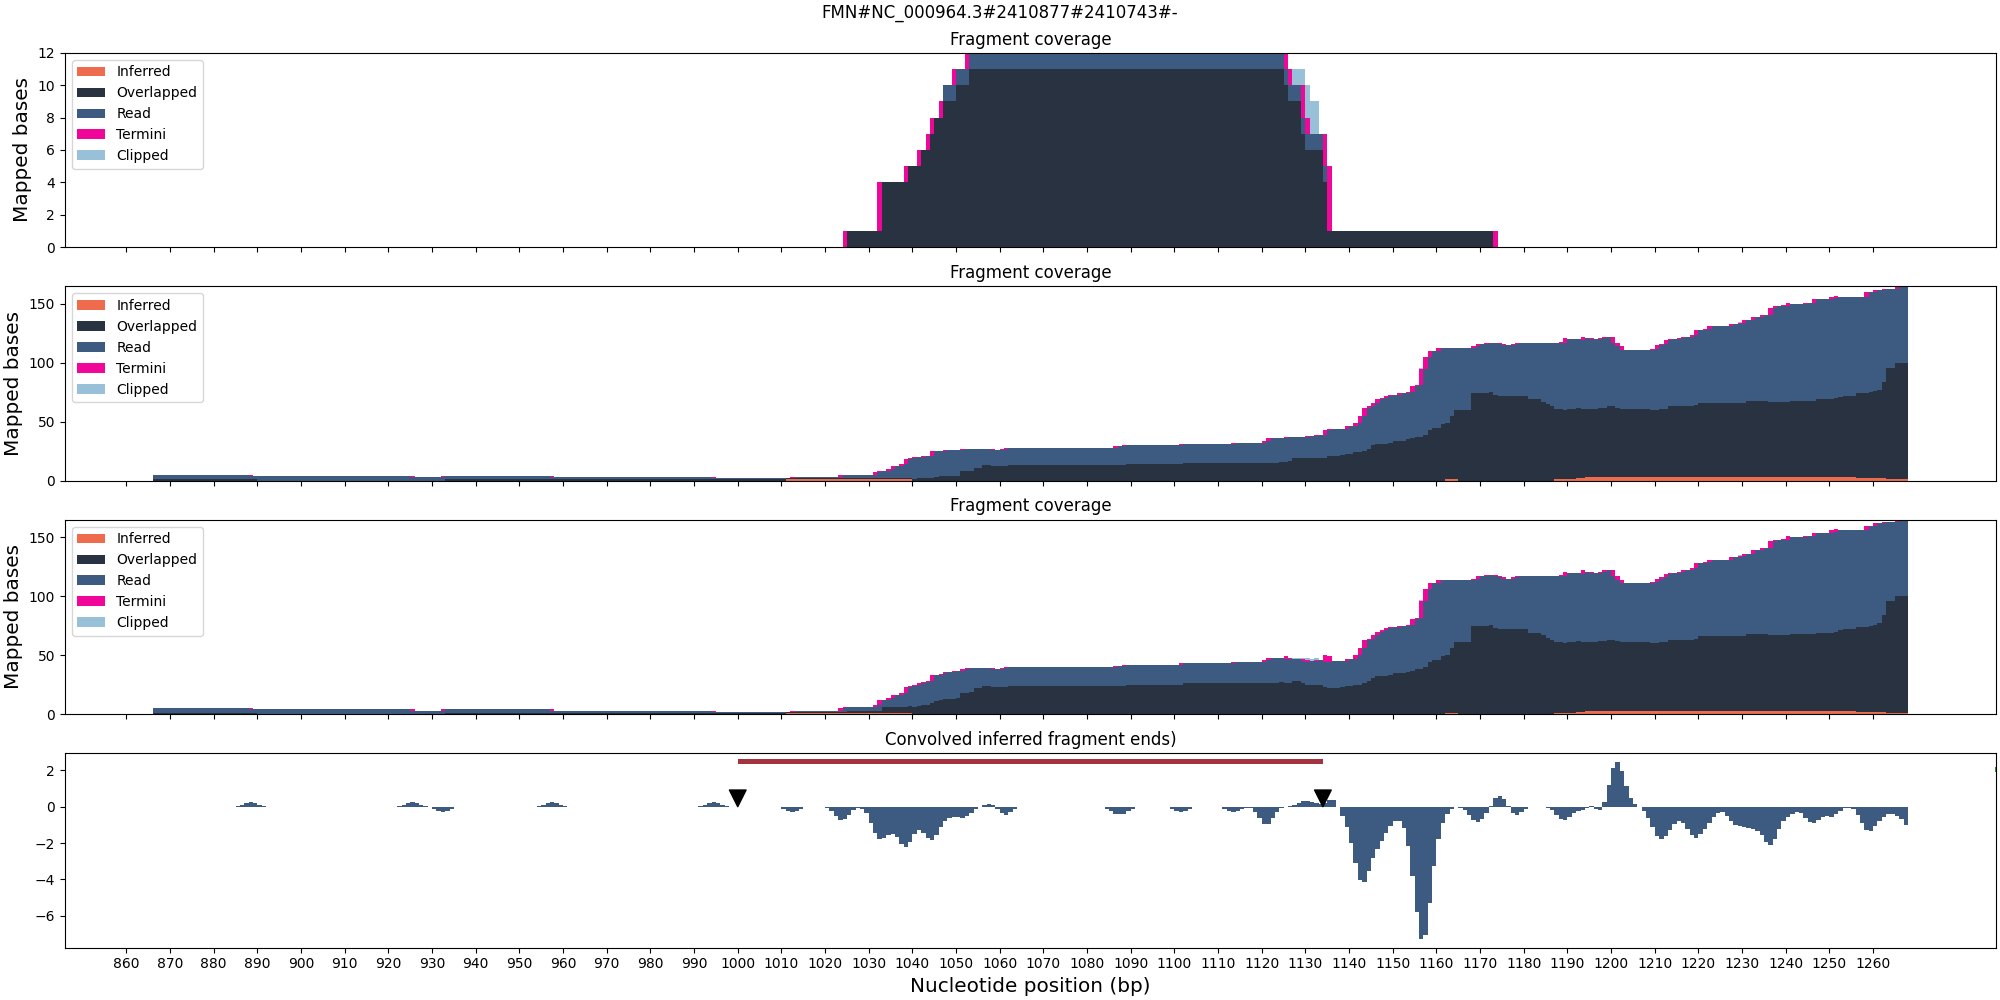 FMN#NC_000964.3#2410877#2410743#-
Fragment coverage
12
10
8
6
4
2
0
Mapped bases
Inferred
Overlapped
Read
Termini
Clipped
Fragment coverage
150
100
50
0
Mapped bases
Inferred
Overlapped
Read
Termini
Clipped
Fragment coverage
150
100
50
0
Mapped bases
Inferred
Overlapped
Read
Termini
Clipped
Convolved inferred fragment ends)
2
0
−2
−4
−6
860 870 880 890 900 910 920 930 940 950 960 970 980 990 1000 1010 1020 1030 1040 1050 1060 1070 1080 1090 1100 1110 1120 1130 1140 1150 1160 1170 1180 1190 1200 1210 1220 1230 1240 1250 1260
Nucleotide position (bp)